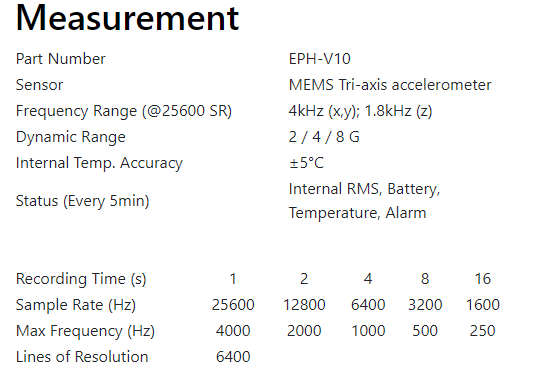 Measurement
Part Number EPH-V10
Sensor MEMS Tri-axis accelerometer
Frequency Range (@25600 SR) 4kHz (x,y); 1.8kHz (z)
Dynamic Range 2 / 4 / 8 G
Internal Temp. Accuracy ±5°C
Status (Every 5min) Internal RMS, Battery,
Temperature, Alarm
Recording Time (s) 1 2 4 8 16
Sample Rate (Hz) 25600 12800 6400 3200 1600
Max Frequency (Hz) 4000 2000 1000 500 250
Lines of Resolution 6400